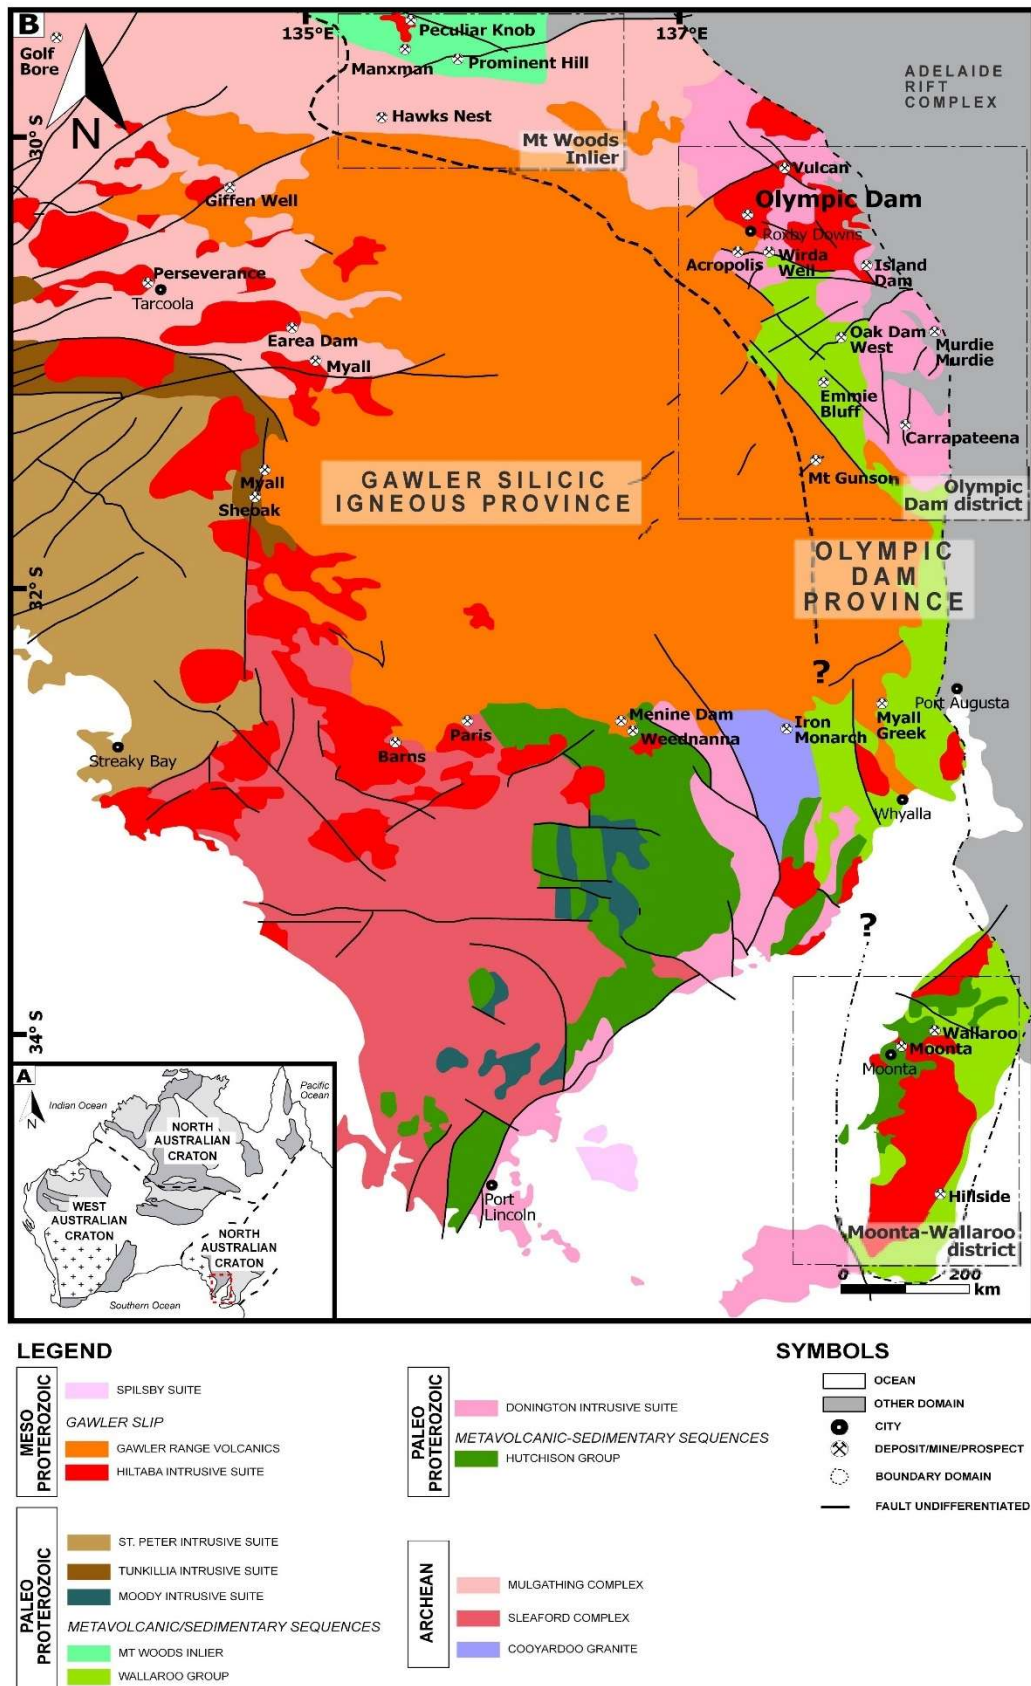 B
135°E
137°E
Peculiar Knob
Golf
Bore
Manxman
Prominent Hill
ADELAIDE
RIFT
COMPLEX
N
Hawks Nest
30° S
Mt Woods
Inlier
Vulcan
Giffen Well
Olympic Dam
Roxby Downs
Acropolis
Wirda
Well
Island
Dam
Perseverance
Tarcoola
Earea Dam
Oak Dam
West
Murdie
Murdie
Myall
Emmie
Bluff
Carrapateena
Myall
Sheoak
GAWLER SILICIC
IGNEOUS PROVINCE
Mt Gunson
Olympic
Dam district
OLYMPIC
DAM
PROVINCE
32° S
?
Port Augusta
Menine Dam
Iron
Monarch
Myall
Greek
Paris
Weednanna
Barns
Streaky Bay
Whyalla
?
34° S
Wallaroo
Moonta
Moonta
Port
Lincoln
Hillside
Moonta-Wallaroo
district
0 200
km
A
Indian Ocean
Pacific
Ocean
N
NORTH
AUSTRALIAN
CRATON
WEST
AUSTRALIAN
CRATON
NORTH
AUSTRALIAN
CRATON
Southern Ocean
LEGEND
MESO
PROTEROZOIC
SPILSBY SUITE
GAWLER SLIP
GAWLER RANGE VOLCANICS
HILTABA INTRUSIVE SUITE
PALEO
PROTEROZOIC
ST. PETER INTRUSIVE SUITE
TUNKILLIA INTRUSIVE SUITE
MOODY INTRUSIVE SUITE
METAVOLCANIC/SEDIMENTARY SEQUENCES
MT WOODS INLIER
WALLAROO GROUP
PALEO
PROTEROZOIC
DONINGTON INTRUSIVE SUITE
METAVOLCANIC-SEDIMENTARY SEQUENCES
HUTCHISON GROUP
ARCHEAN
MULGATHING COMPLEX
SLEAFORD COMPLEX
COOYARDOO GRANITE
SYMBOLS
OCEAN
OTHER DOMAIN
CITY
DEPOSIT/MINE/PROSPECT
BOUNDARY DOMAIN
FAULT UNDIFFERENTIATED